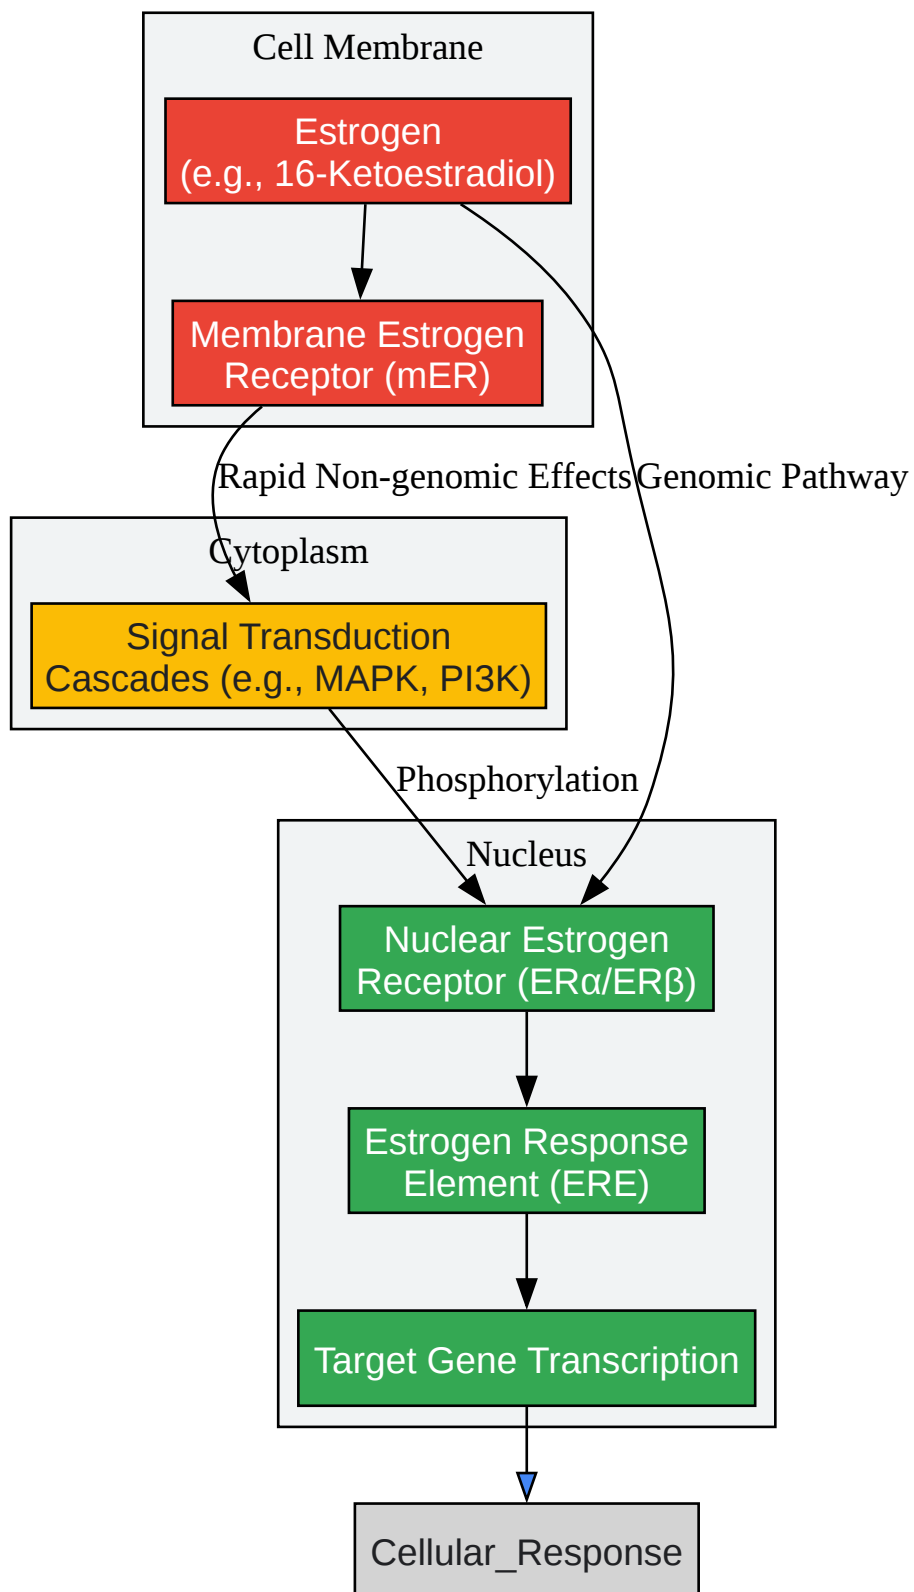 Cell Membrane
Estrogen
(e.g., 16-Ketoestradiol)
Membrane Estrogen
Receptor (mER)
Rapid Non-genomic Effects
Genomic Pathway
Cytoplasm
Signal Transduction
Cascades (e.g., MAPK, PI3K)
Phosphorylation
Nucleus
Nuclear Estrogen
Receptor (ERα/ERβ)
Estrogen Response
Element (ERE)
Target Gene Transcription
Cellular_Response